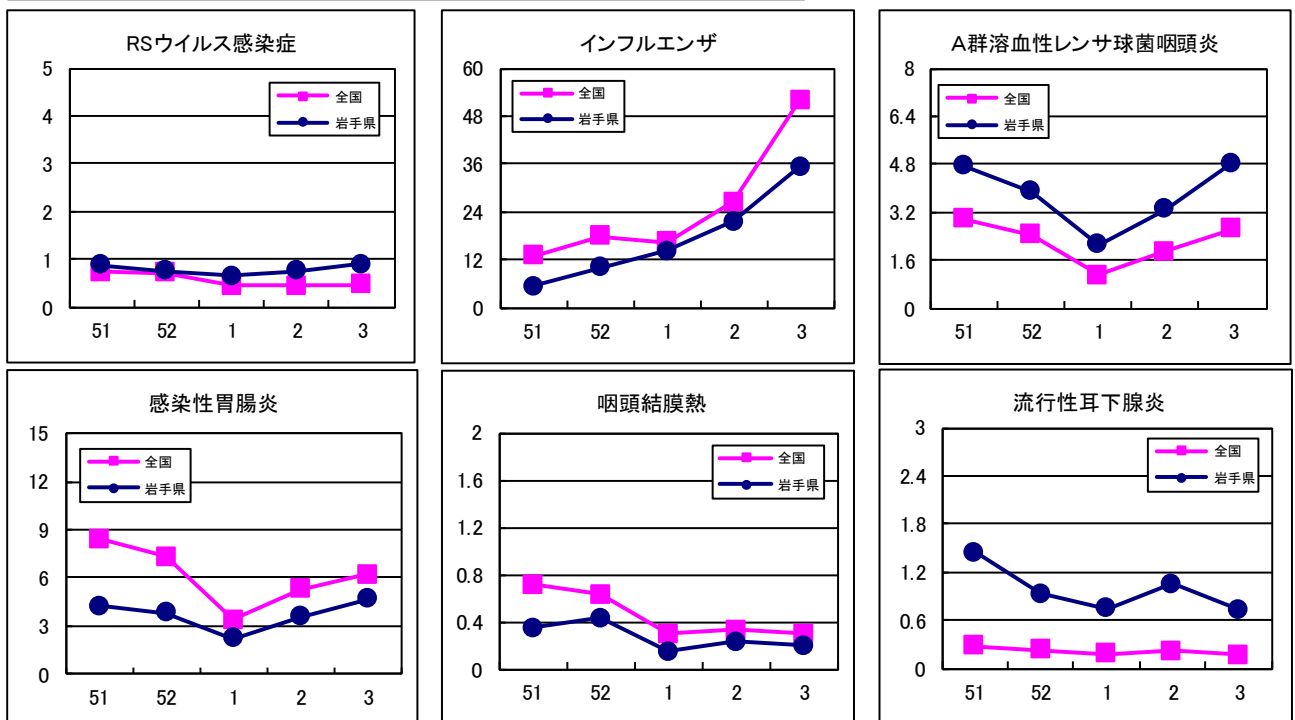 RSウイルス感染症
5
4
3
2
1
0
全国
岩手県
51 52 1 2 3
インフルエンザ
60
48
36
24
12
0
全国
岩手県
51 52 1 2 3
A群溶血性レンサ球菌咽頭炎
8
6.4
4.8
3.2
1.6
0
全国
岩手県
51 52 1 2 3
感染性胃腸炎
15
12
9
6
3
0
全国
岩手県
51 52 1 2 3
咽頭結膜熱
2
1.6
1.2
0.8
0.4
0
全国
岩手県
51 52 1 2 3
流行性耳下腺炎
3
2.4
1.8
1.2
0.6
0
全国
岩手県
51 52 1 2 3